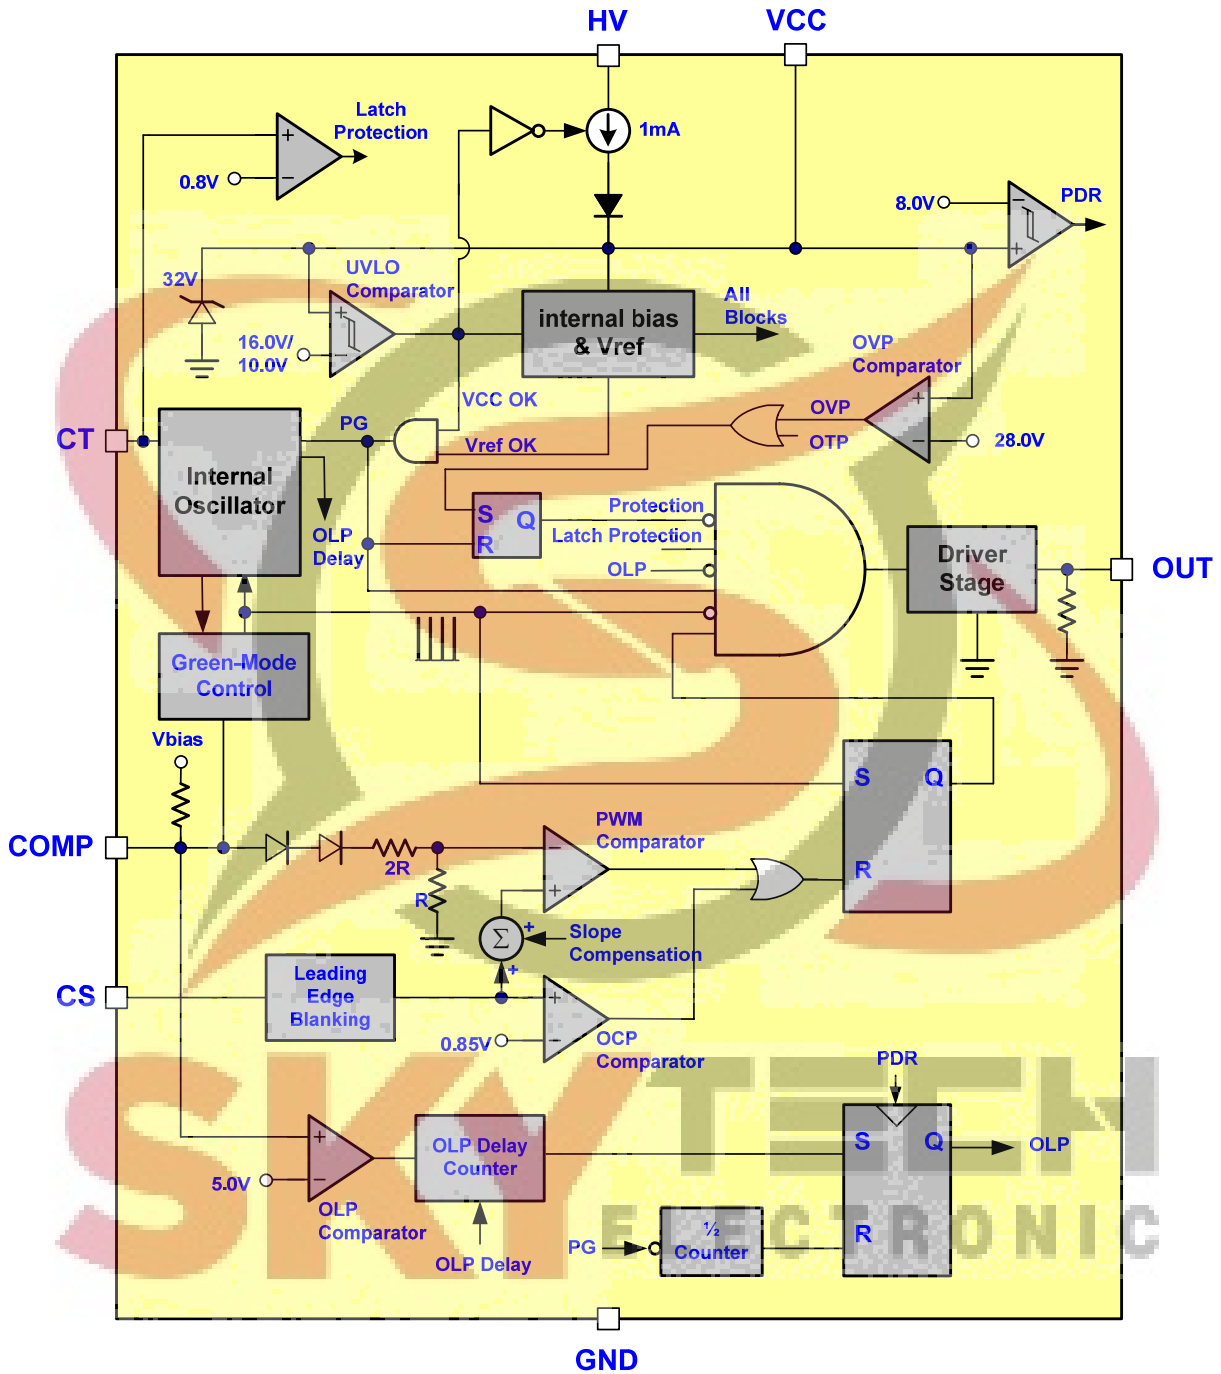 HV
VCC
Latch
Protection
1mA
0.8V
8.0V
PDR
+
−
−
+
32V
UVLO
Comparator
All
Blocks
internal bias
& Vref
16.0V/
10.0V
+
−
OVP
Comparator
VCC OK
PG
Vref OK
OVP
OTP
+
−
28.0V
CT
Internal
Oscillator
OLP
Delay
S
Q
R
Protection
Latch Protection
OLP
Driver
Stage
OUT
Green-Mode
Control
Vbias
COMP
2R
R
PWM
Comparator
−
+
S
Q
R
Σ
+
+
Slope
Compensation
CS
Leading
Edge
Blanking
+
−
0.85V
OCP
Comparator
SKY
TECH
ELECTRONIC
PDR
S
Q
R
OLP
+
−
5.0V
OLP
Comparator
OLP Delay
Counter
OLP Delay
PG
½
Counter
GND